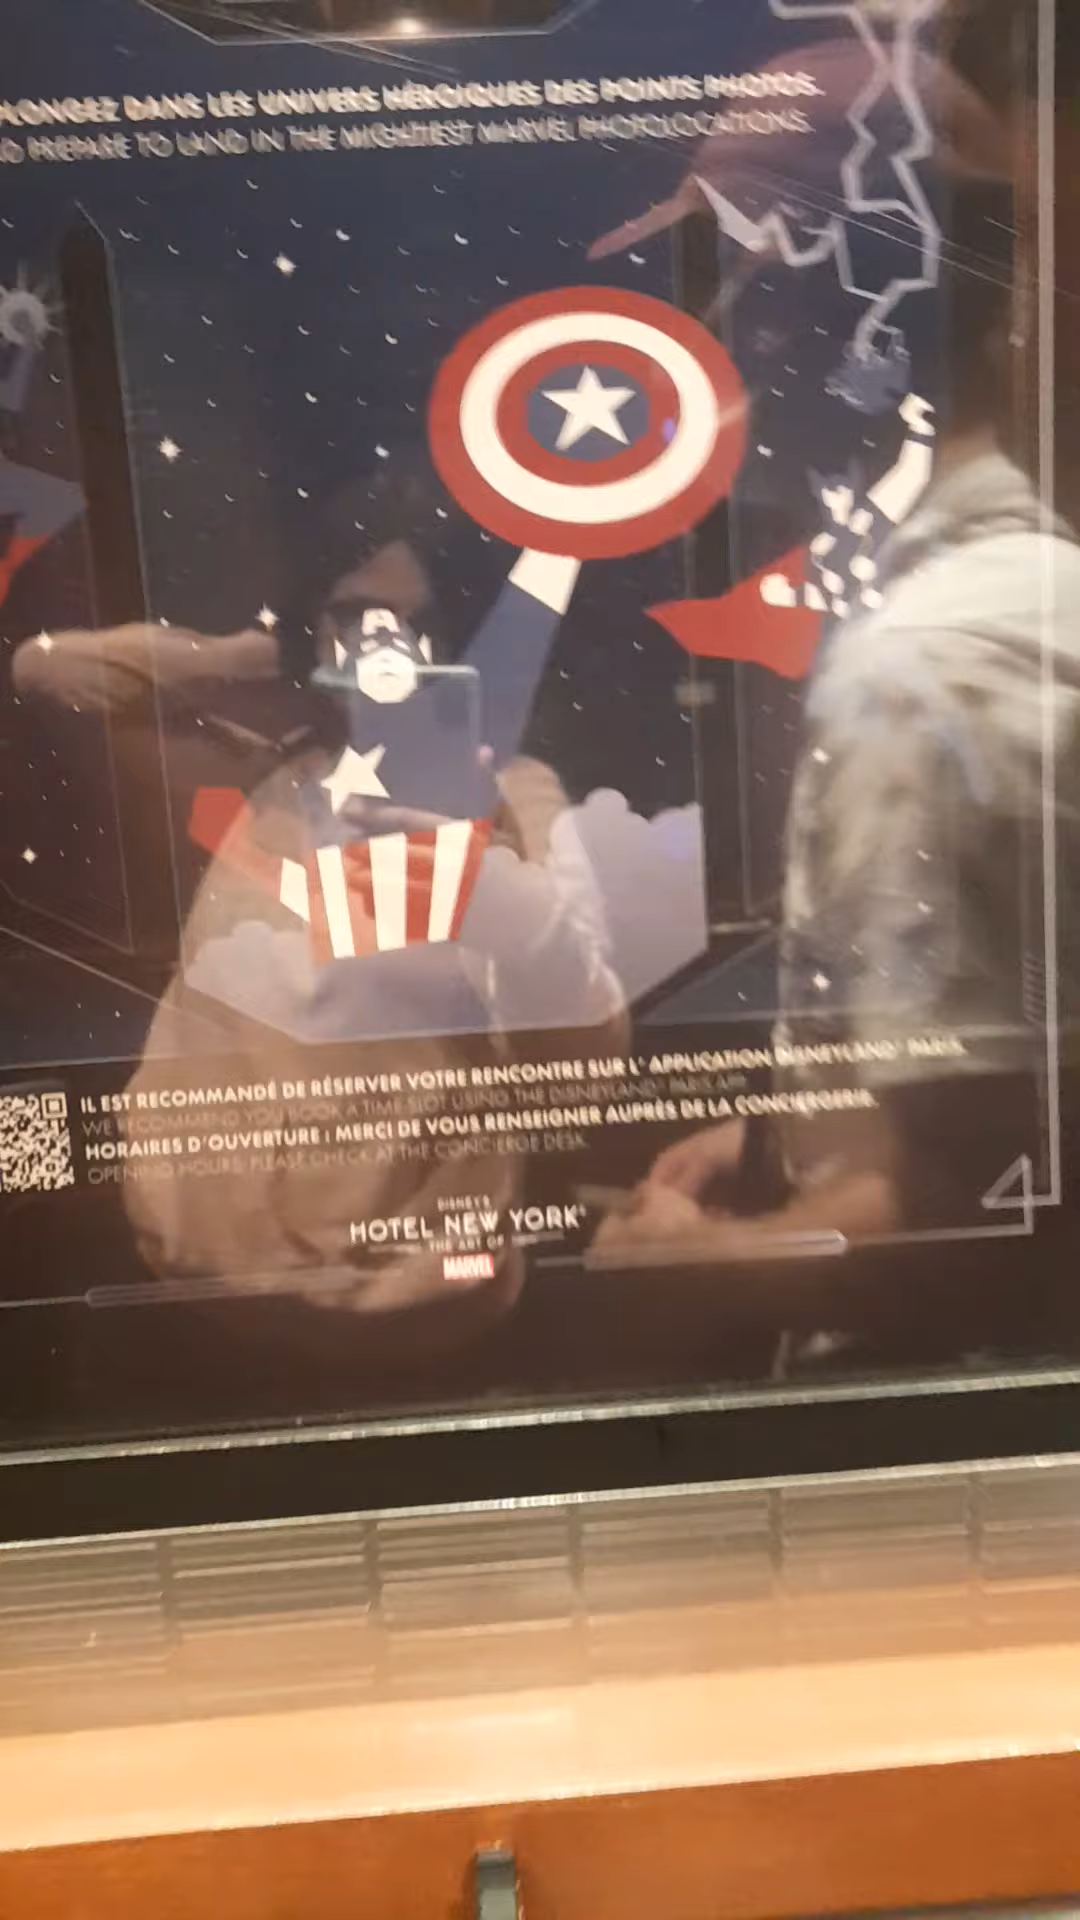 PLONGEZ DANS LES UNIVERS HÉROIQUES DES POINTS PHOTOS.
PREPARE TO LAND IN THE MIGHTIEST MARVEL PHOTOLOCATIONS.
A
IL EST RECOMMANDÉ DE RÉSERVER VOTRE RENCONTRE SUR L'APPLICATION DISNEYLAND® PARIS.
WE RECOMMEND YOU BOOK A TIME SLOT USING THE DISNEYLAND® PARIS APP.
HORAIRES D'OUVERTURE : MERCI DE VOUS RENSEIGNER AUPRÈS DE LA CONCIERGERIE.
OPENING HOURS: PLEASE CHECK AT THE CONCIERGE DESK.
DISNEY'S
HOTEL NEW YORK®
THE ART OF
MARVEL